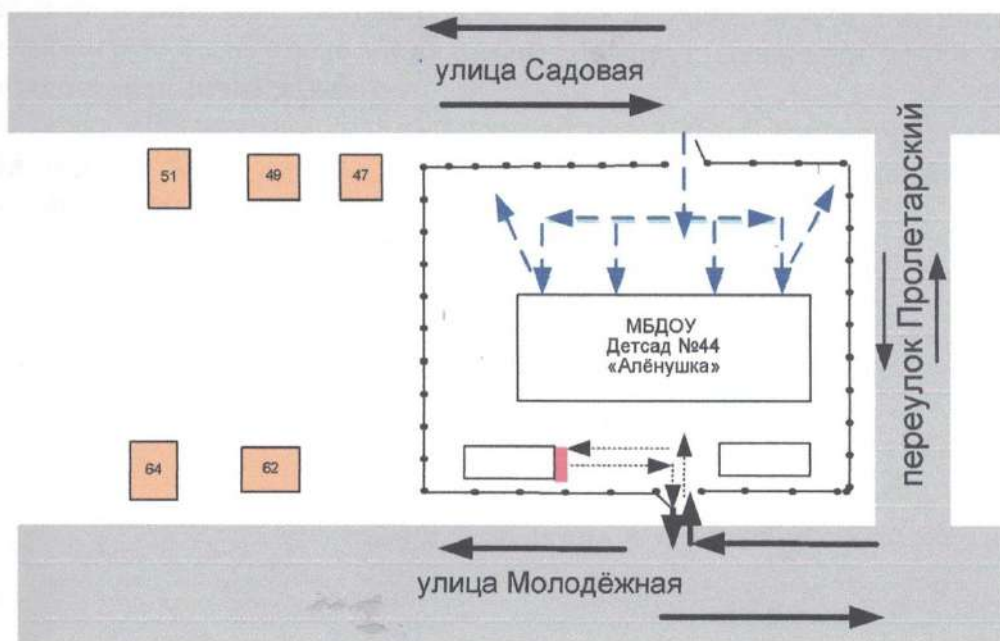 улица Садовая
51
49
47
переулок Пролетарский
МБДОУ
Детсад №44
«Алёнушка»
64
62
улица Молодёжная